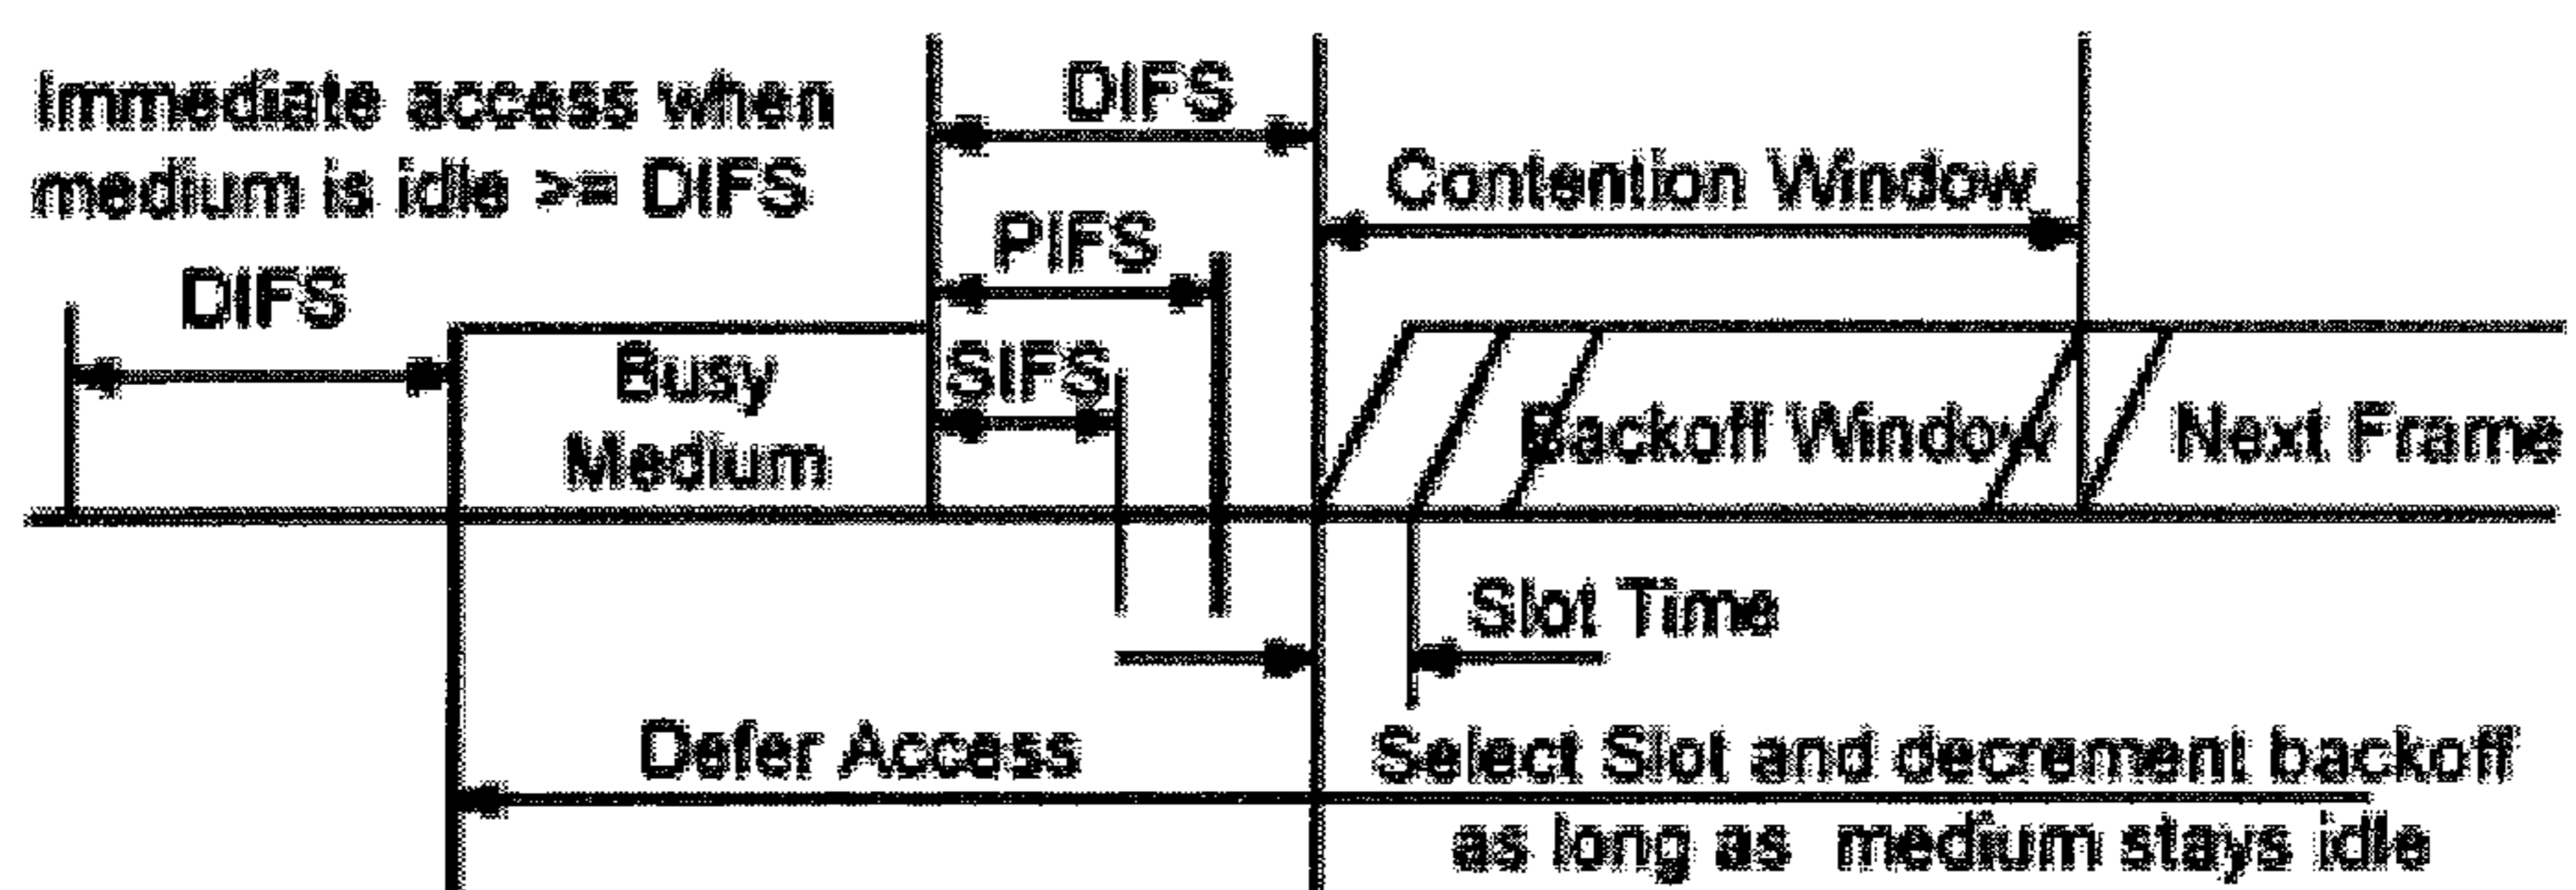 Immediate access when
medium is idle >= DIFS
DIFS
DIFS
PIFS
SIFS
Contention Window
Busy
Medium
Backoff Window
Next Frame
Slot Time
Defer Access
Select Slot and decrement backoff
as long as medium stays idle